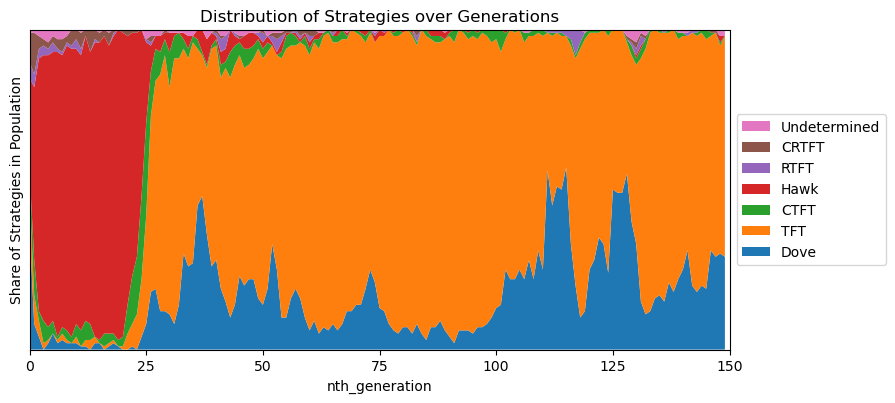 Distribution of Strategies over Generations
Share of Strategies in Population
0 25 50 75 100 125 150
nth_generation
Undetermined
CRTFT
RTFT
Hawk
CTFT
TFT
Dove